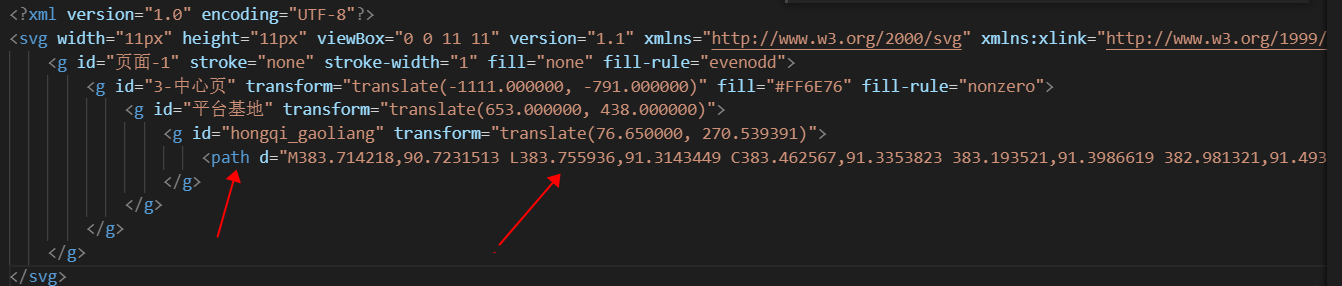 <?xml version="1.0" encoding="UTF-8"?>
<svg width="11px" height="11px" viewBox="0 0 11 11" version="1.1" xmlns="http://www.w3.org/2000/svg" xmlns:xlink="http://www.w3.org/1999/
<g id="页面-1" stroke="none" stroke-width="1" fill="none" fill-rule="evenodd">
<g id="3-中心页" transform="translate(-1111.000000, -791.000000)" fill="#FF6E76" fill-rule="nonzero">
<g id="平台基地" transform="translate(653.000000, 438.000000)">
<g id="hongqi_gaoliang" transform="translate(76.650000, 270.539391)">
<path d="M383.714218,90.7231513 L383.755936,91.3143449 C383.462567,91.3353823 383.193521,91.3986619 382.981321,91.493
</g>
</g>
</g>
</g>
</svg>